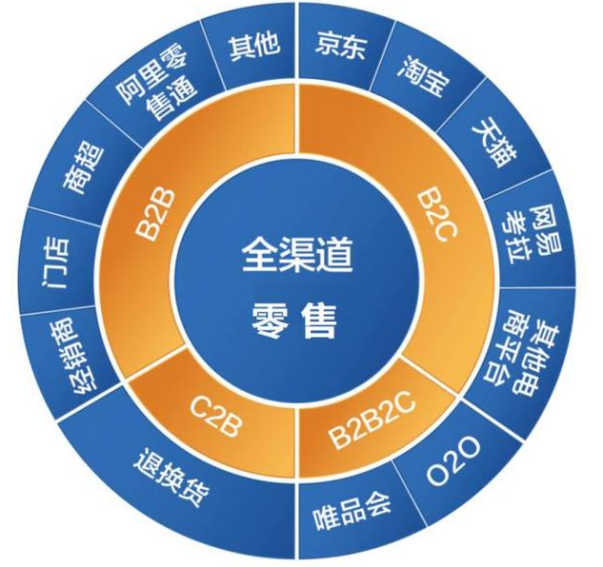 全渠道
零售
B2C
京东
淘宝
天猫
网易
考拉
其他电
商平台
B2B2C
O2O
唯品会
C2B
退换货
B2B
经销商
门店
商超
阿里零
售通
其他